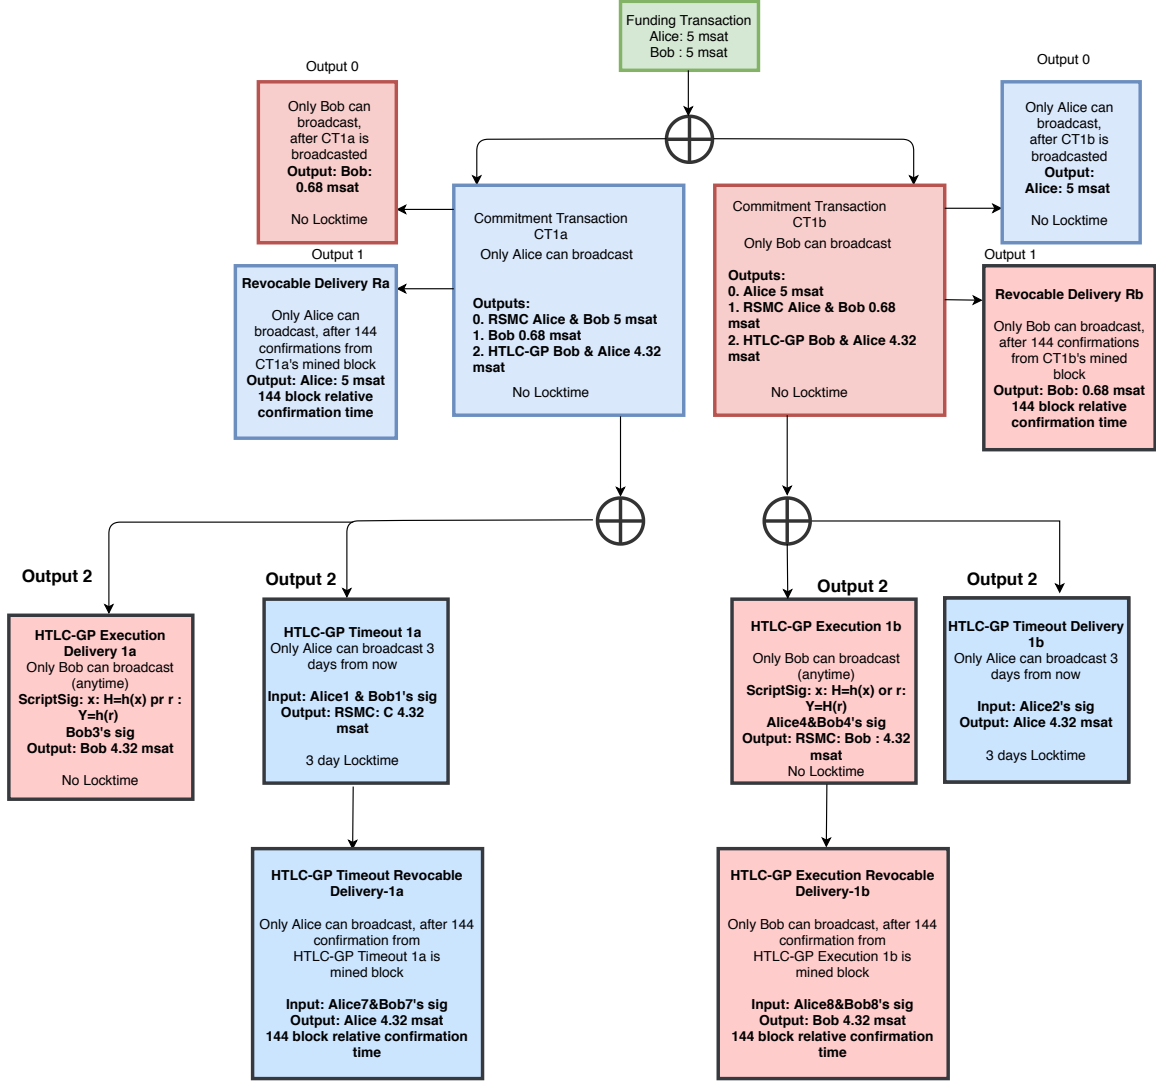 Funding Transaction
Alice: 5 msat
Bob : 5 msat
Output 0
Only Bob can
broadcast,
after CT1a is
broadcasted
Output: Bob:
0.68 msat
No Locktime
Output 0
Only Alice can
broadcast,
after CT1b is
broadcasted
Output:
Alice: 5 msat
No Locktime
Commitment Transaction
CT1a
Only Alice can broadcast
Outputs:
0. RSMC Alice & Bob 5 msat
1. Bob 0.68 msat
2. HTLC-GP Bob & Alice 4.32
msat
No Locktime
Commitment Transaction
CT1b
Only Bob can broadcast
Outputs:
0. Alice 5 msat
1. RSMC Alice & Bob 0.68
msat
2. HTLC-GP Bob & Alice 4.32
msat
No Locktime
Output 1
Revocable Delivery Ra
Only Alice can
broadcast, after 144
confirmations from
CT1a's mined block
Output: Alice: 5 msat
144 block relative
confirmation time
Output 1
Revocable Delivery Rb
Only Bob can broadcast,
after 144 confirmations
from CT1b's mined
block
Output: Bob: 0.68 msat
144 block relative
confirmation time
Output 2
HTLC-GP Execution
Delivery 1a
Only Bob can broadcast
(anytime)
ScriptSig: x: H=h(x) pr r :
Y=h(r)
Bob3's sig
Output: Bob 4.32 msat
No Locktime
Output 2
HTLC-GP Timeout 1a
Only Alice can broadcast 3
days from now
Input: Alice1 & Bob1's sig
Output: RSMC: C 4.32
msat
3 day Locktime
Output 2
HTLC-GP Execution 1b
Only Bob can broadcast
(anytime)
ScriptSig: x: H=h(x) or r:
Y=H(r)
Alice4&Bob4's sig
Output: RSMC: Bob : 4.32
msat
No Locktime
Output 2
HTLC-GP Timeout Delivery
1b
Only Alice can broadcast 3
days from now
Input: Alice2's sig
Output: Alice 4.32 msat
3 days Locktime
HTLC-GP Timeout Revocable
Delivery-1a
Only Alice can broadcast, after 144
confirmation from
HTLC-GP Timeout 1a is
mined block
Input: Alice7&Bob7's sig
Output: Alice 4.32 msat
144 block relative confirmation
time
HTLC-GP Execution Revocable
Delivery-1b
Only Bob can broadcast, after 144
confirmation from
HTLC-GP Execution 1b is
mined block
Input: Alice8&Bob8's sig
Output: Bob 4.32 msat
144 block relative confirmation
time